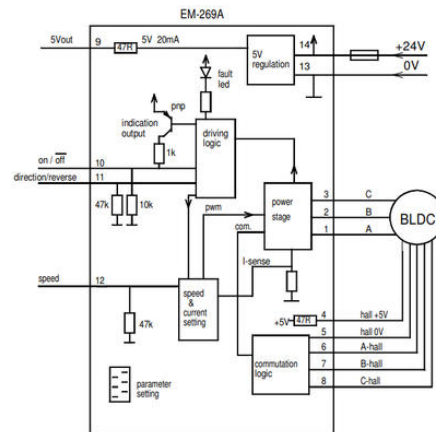 EM-269A
5Vout
9
47R
5V 20mA
5V
regulation
14
13
+24V
0V
fault
led
pnp
indication
output
1k
driving
logic
on / off
10
direction/reverse
11
47k
10k
pwm
com.
power
stage
3
C
2
B
1
A
BLDC
I-sense
speed
12
speed
&
current
setting
47k
+5V
47R
4
hall +5V
5
hall 0V
6
A-hall
7
B-hall
8
C-hall
commutation
logic
parameter
setting